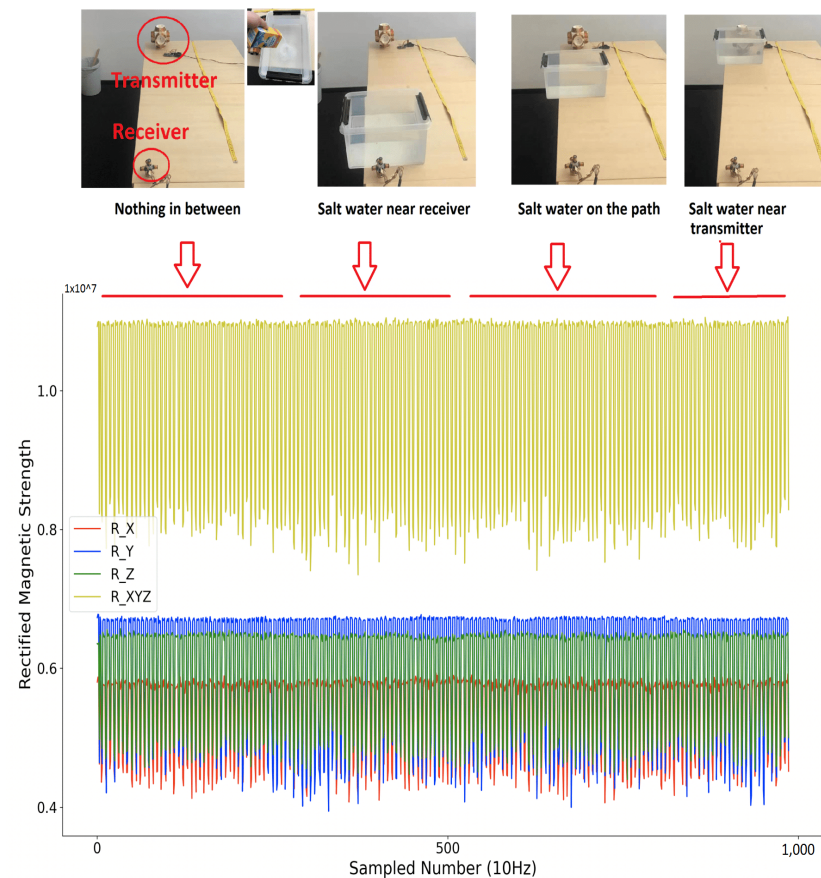 Transmitter
Receiver
Nothing in between
Salt water near receiver
Salt water on the path
Salt water near
transmitter
1x10^7
1.0
0.8
0.6
0.4
Rectified Magnetic Strength
R_X
R_Y
R_Z
R_XYZ
0
500
1,000
Sampled Number (10Hz)